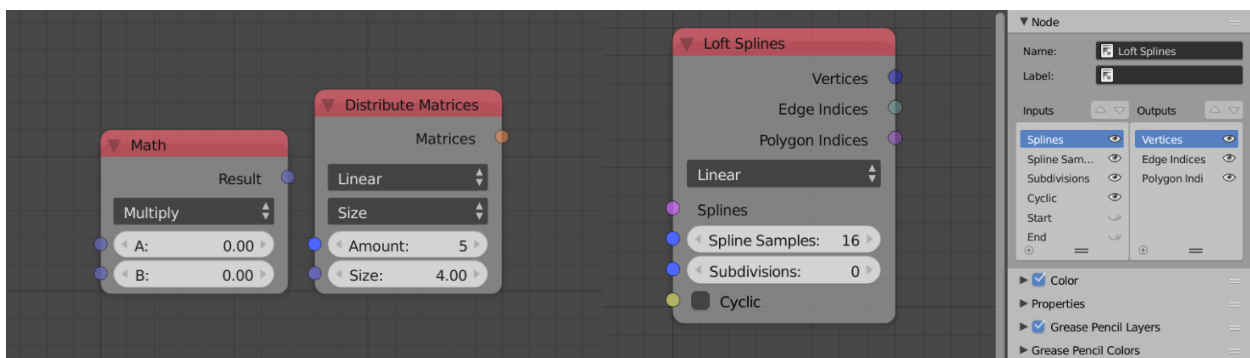 Math
Result
Multiply
A: 0.00
B: 0.00
Distribute Matrices
Matrices
Linear
Size
Amount: 5
Size: 4.00
Loft Splines
Vertices
Edge Indices
Polygon Indices
Linear
Splines
Spline Samples: 16
Subdivisions: 0
Cyclic
Node
Name: Loft Splines
Label:
Inputs
Outputs
Splines
Vertices
Spline Sam...
Edge Indices
Subdivisions
Polygon Indi
Cyclic
Start
End
Color
Properties
Grease Pencil Layers
Grease Pencil Colors